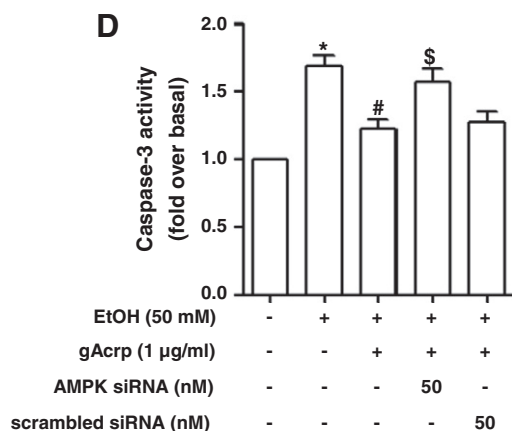 D
Caspase-3 activity
(fold over basal)
2.0
1.5
1.0
0.5
0.0
* # $
EtOH (50 mM) - + + + +
gAcrp (1 μg/ml) - - + + +
AMPK siRNA (nM) - - - 50 -
scrambled siRNA (nM) - - - - 50